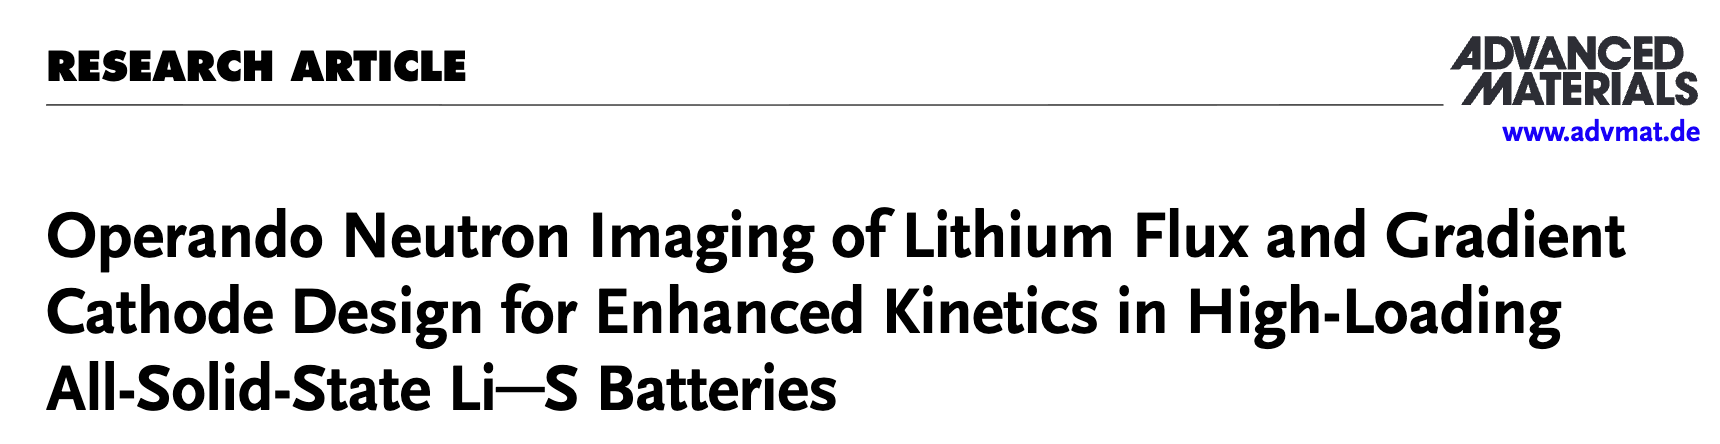 RESEARCH ARTICLE
ADVANCED
MATERIALS
www.advmat.de
Operando Neutron Imaging of Lithium Flux and Gradient
Cathode Design for Enhanced Kinetics in High-Loading
All-Solid-State Li—S Batteries